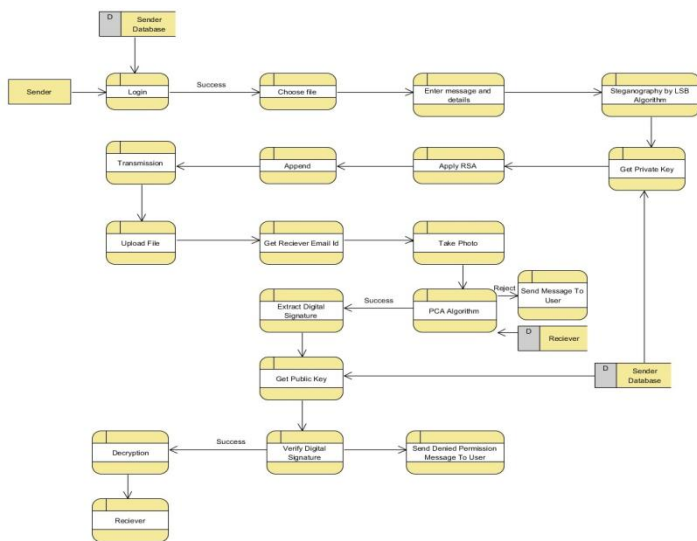 D
Sender
Database
Sender
Login
Success
Choose file
Enter message and
details
Steganography by LSB
Algorithm
Transmission
Append
Apply RSA
Get Private Key
Upload File
Get Reciever Email Id
Take Photo
Extract Digital
Signature
Success
PCA Algorithm
Reject
Send Message To
User
D
Reciever
Get Public Key
D
Sender
Database
Decryption
Success
Verify Digital
Signature
Send Denied Permission
Message To User
Reciever